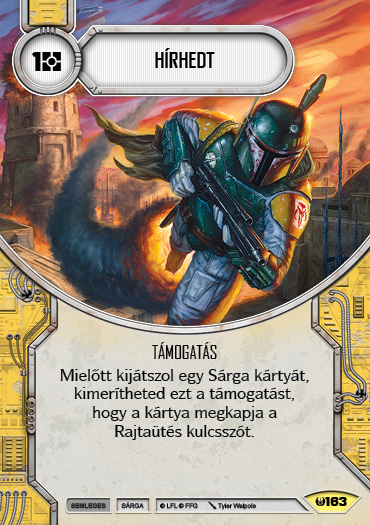 1
HÍRHEDT
TÁMOGATÁS
Mielőtt kijátszol egy Sárga kártyát,
kimerítheted ezt a támogatást,
hogy a kártya megkapja a
Rajtaütés kulcsszót.
SEMLEGES SÁRGA © LFL © FFG Tyler Walpole 163